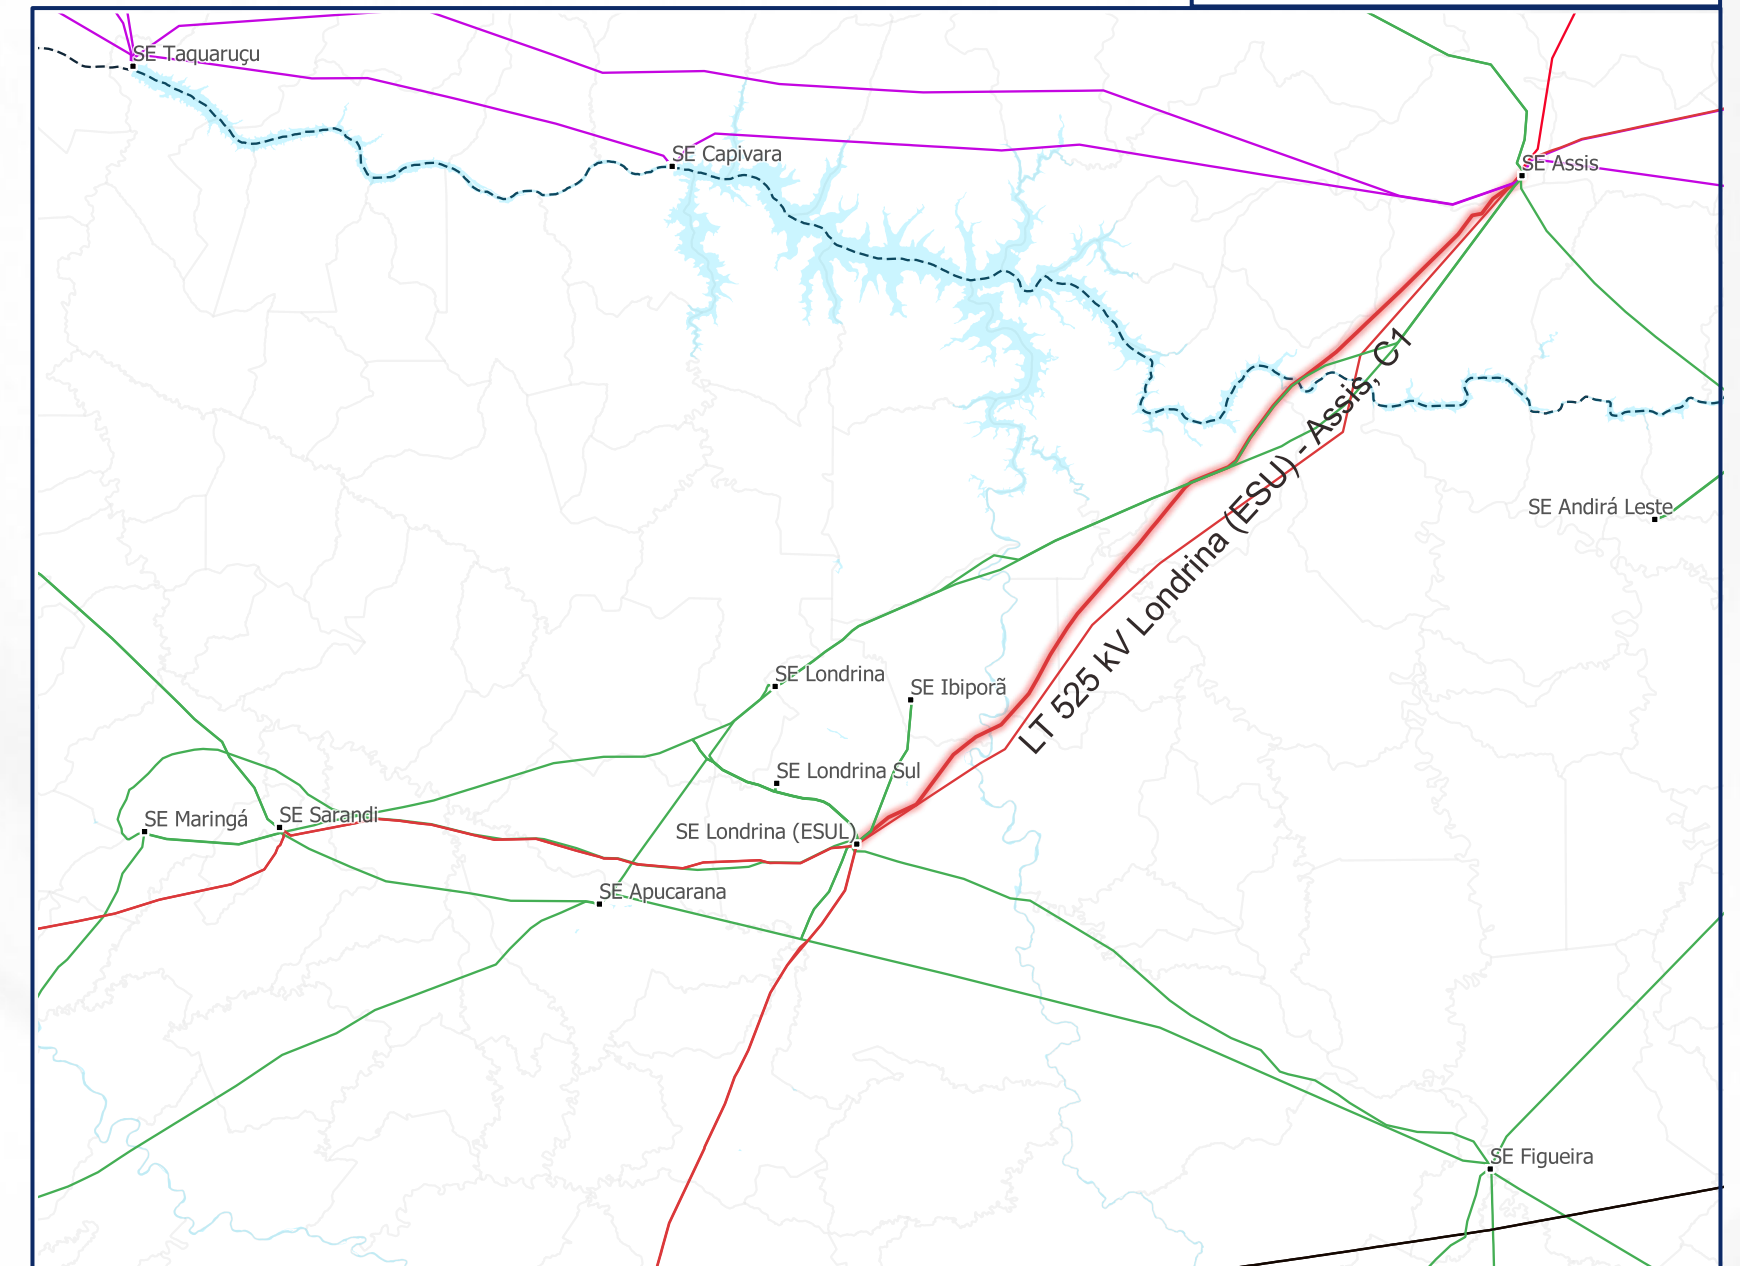 SE Taquaruçu
SE Capivara
SE Assis
LT 525 kV Londrina (ESU) - Assis, C1
SE Andirá Leste
SE Londrina
SE Ibiporã
SE Londrina Sul
SE Maringá
SE Sarandi
SE Londrina (ESUL)
SE Apucarana
SE Figueira